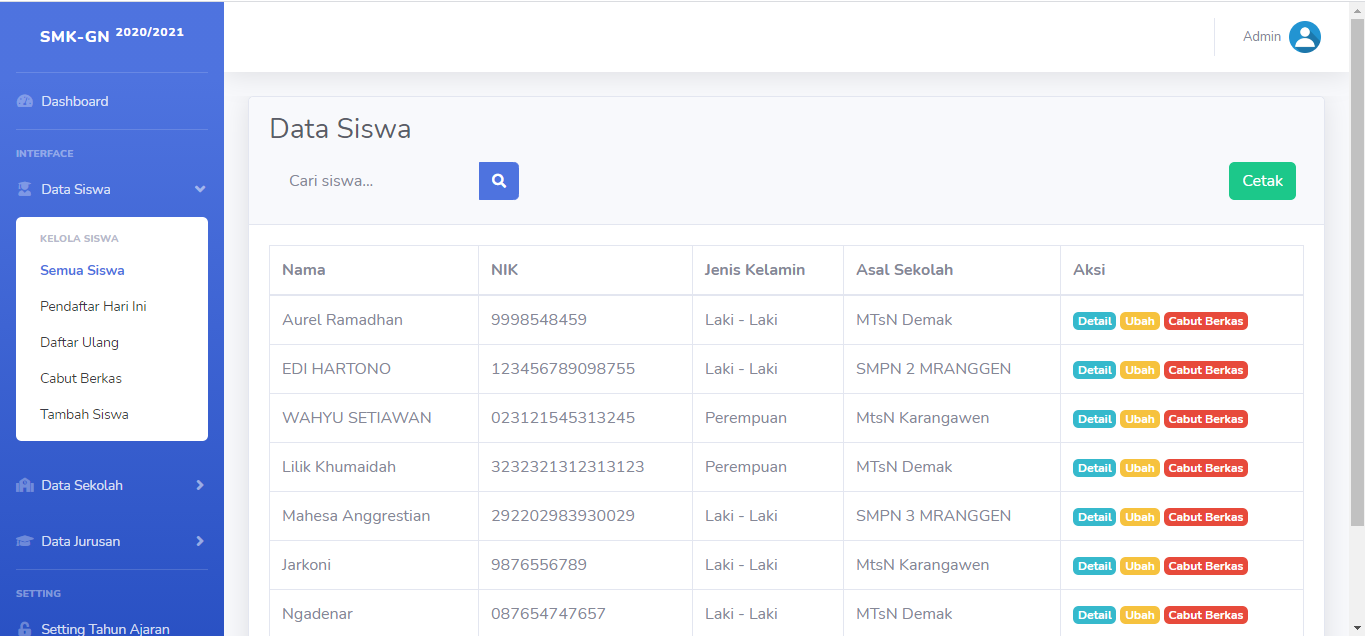 SMK-GN 2020/2021
Admin
Dashboard
INTERFACE
Data Siswa
KELOLA SISWA
Semua Siswa
Pendaftar Hari Ini
Daftar Ulang
Cabut Berkas
Tambah Siswa
Data Sekolah
Data Jurusan
SETTING
Setting Tahun Ajaran
Data Siswa
Cari siswa...
Cetak
Nama NIK Jenis Kelamin Asal Sekolah Aksi
Aurel Ramadhan 9998548459 Laki - Laki MTsN Demak Detail Ubah Cabut Berkas
EDI HARTONO 123456789098755 Laki - Laki SMPN 2 MRANGGEN Detail Ubah Cabut Berkas
WAHYU SETIAWAN 023121545313245 Perempuan MtsN Karangawen Detail Ubah Cabut Berkas
Lilik Khumaidah 3232321312313123 Perempuan MTsN Demak Detail Ubah Cabut Berkas
Mahesa Anggrestian 292202983930029 Laki - Laki SMPN 3 MRANGGEN Detail Ubah Cabut Berkas
Jarkoni 9876556789 Laki - Laki MtsN Karangawen Detail Ubah Cabut Berkas
Ngadenar 087654747657 Laki - Laki MTsN Demak Detail Ubah Cabut Berkas